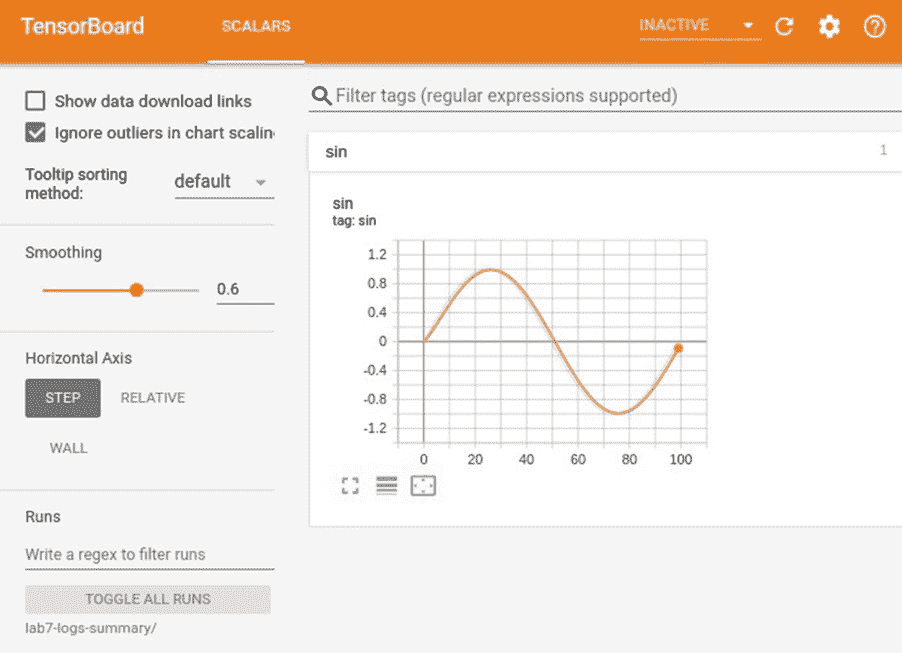 TensorBoard
SCALARS
INACTIVE
Show data download links
Ignore outliers in chart scalin
Tooltip sorting
method:
default
Smoothing
0.6
Horizontal Axis
STEP
RELATIVE
WALL
Runs
Write a regex to filter runs
TOGGLE ALL RUNS
lab7-logs-summary/
Filter tags (regular expressions supported)
sin
1
sin
tag: sin
1.2
0.8
0.4
0
-0.4
-0.8
-1.2
0 20 40 60 80 100